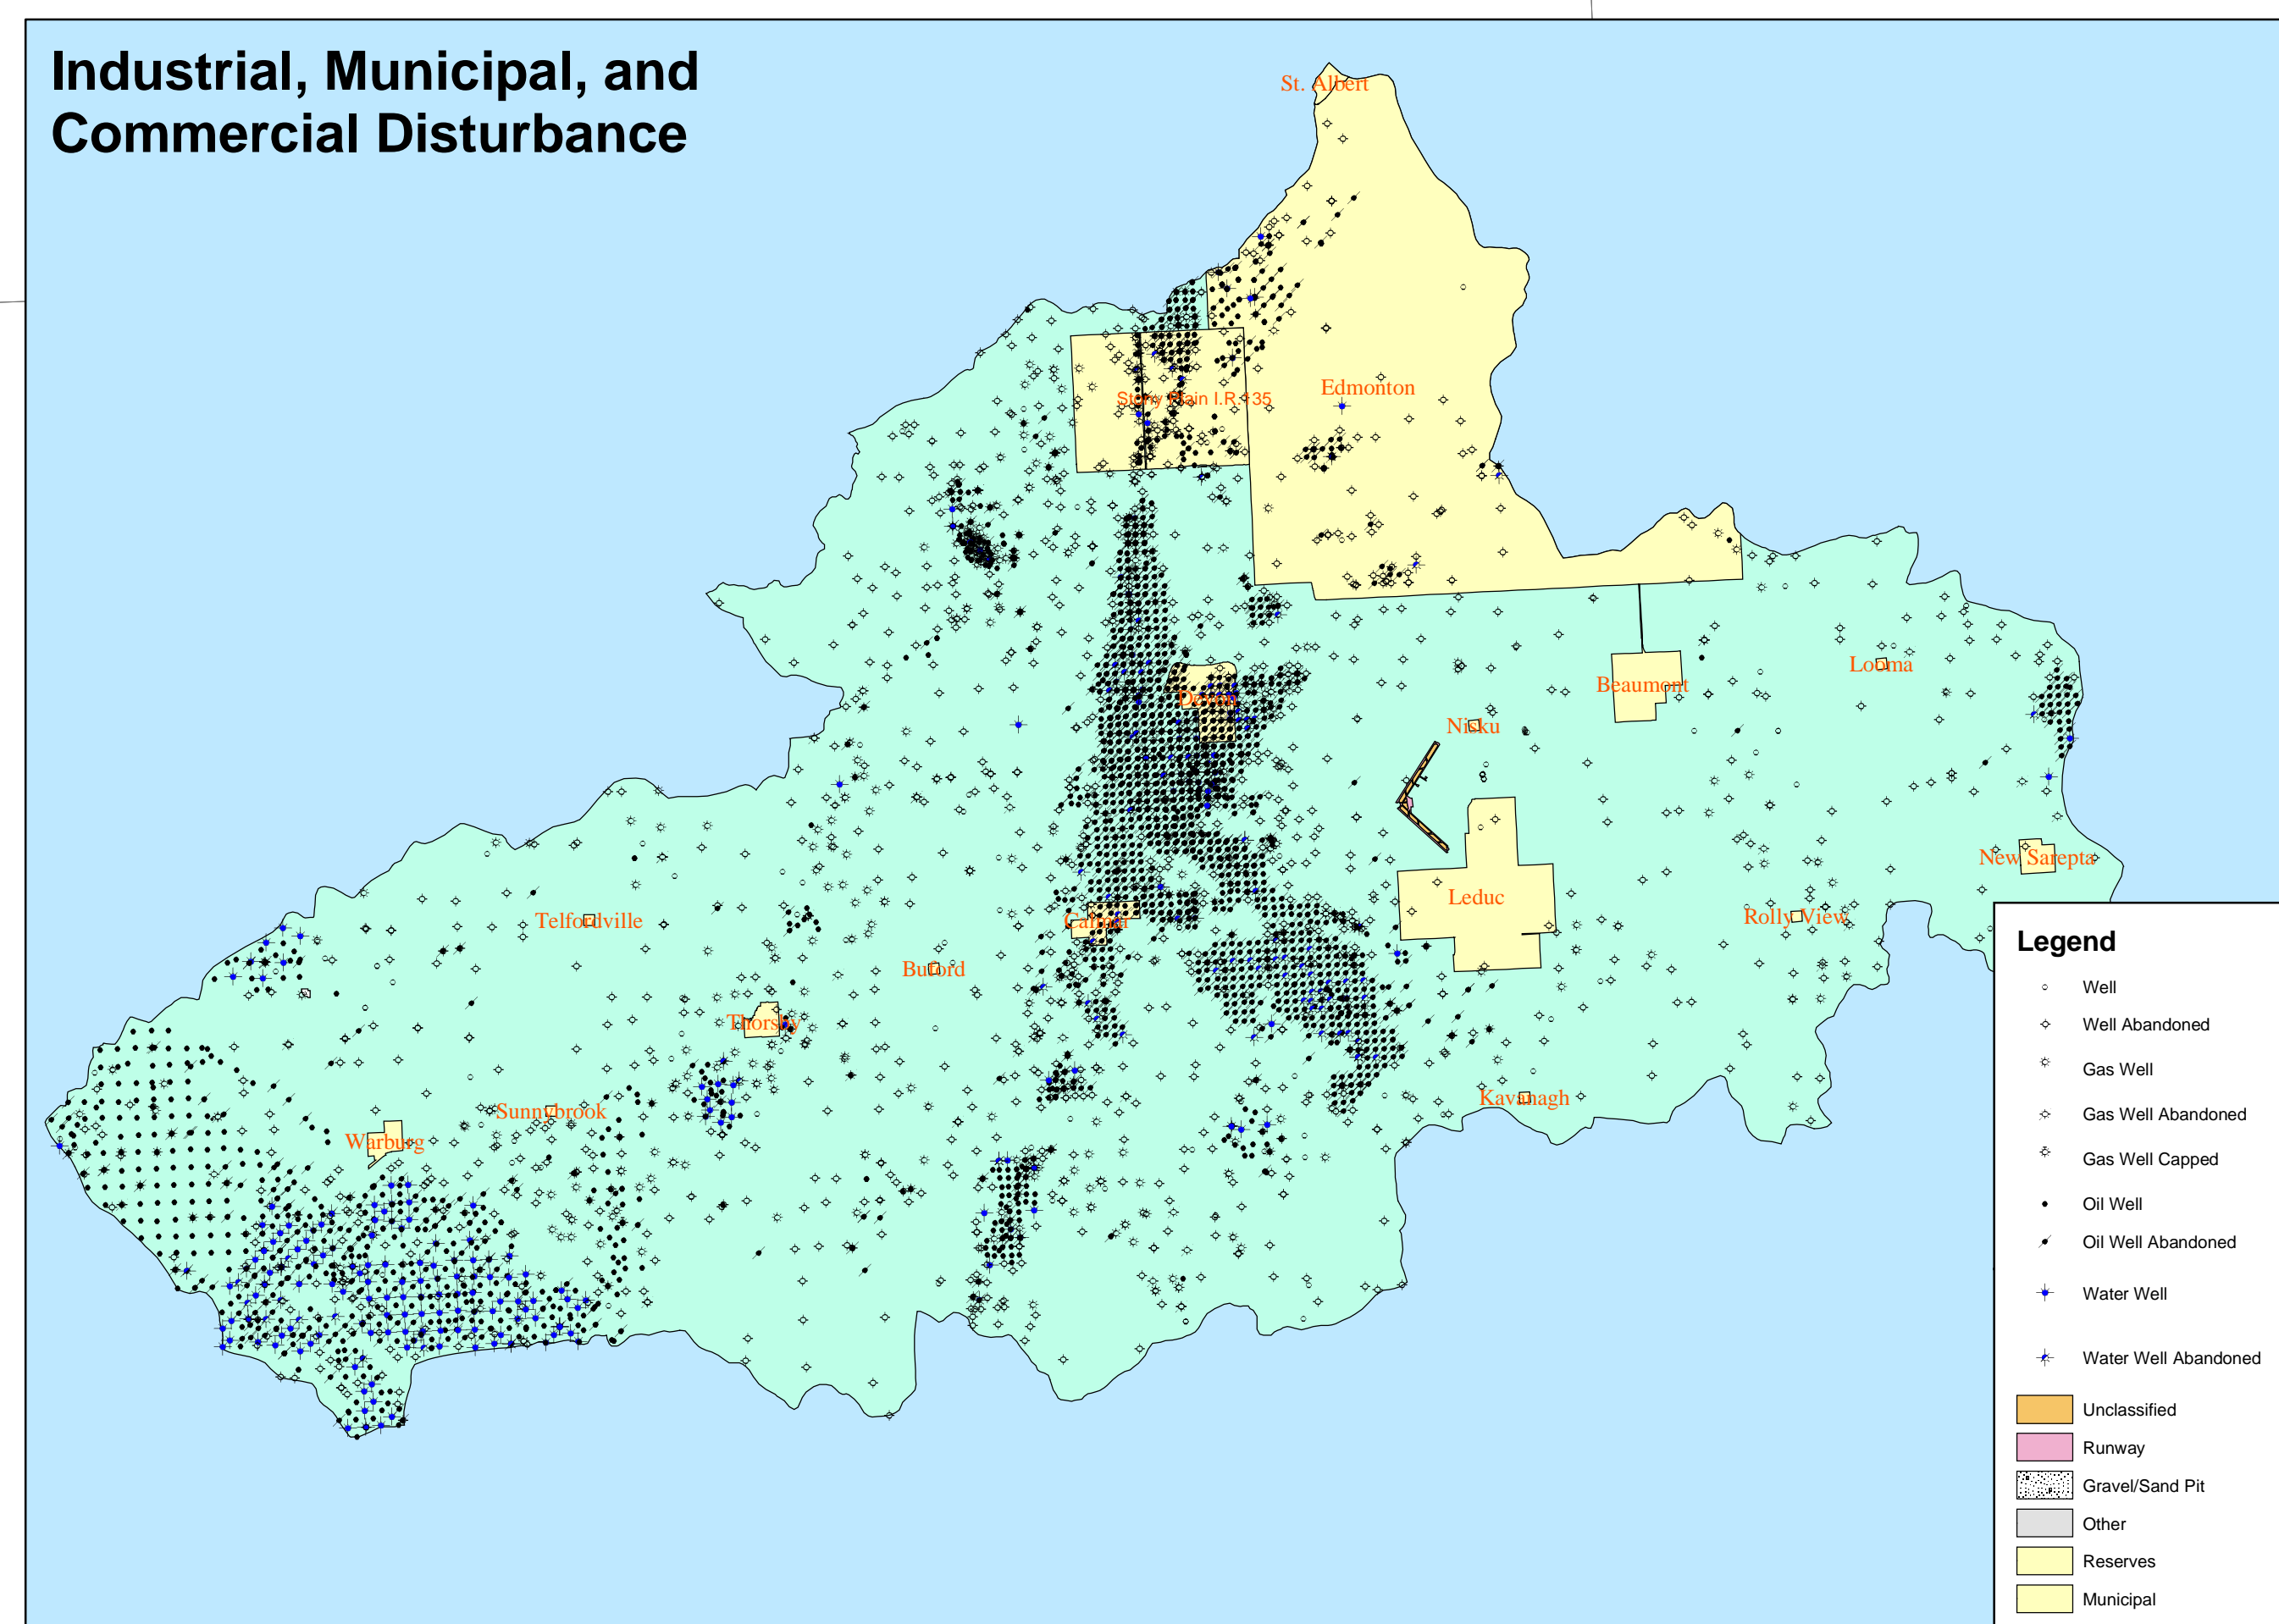 Industrial, Municipal, and
Commercial Disturbance
St. Albert
Edmonton
Stony Plain I.R. 135
Looma
Beaumont
Devon
Nisku
New Sarepta
Leduc
Rolly View
Telfordville
Calmar
Buford
Thorsby
Kavanagh
Sunnybrook
Warburg
Legend
Well
Well Abandoned
Gas Well
Gas Well Abandoned
Gas Well Capped
Oil Well
Oil Well Abandoned
Water Well
Water Well Abandoned
Unclassified
Runway
Gravel/Sand Pit
Other
Reserves
Municipal